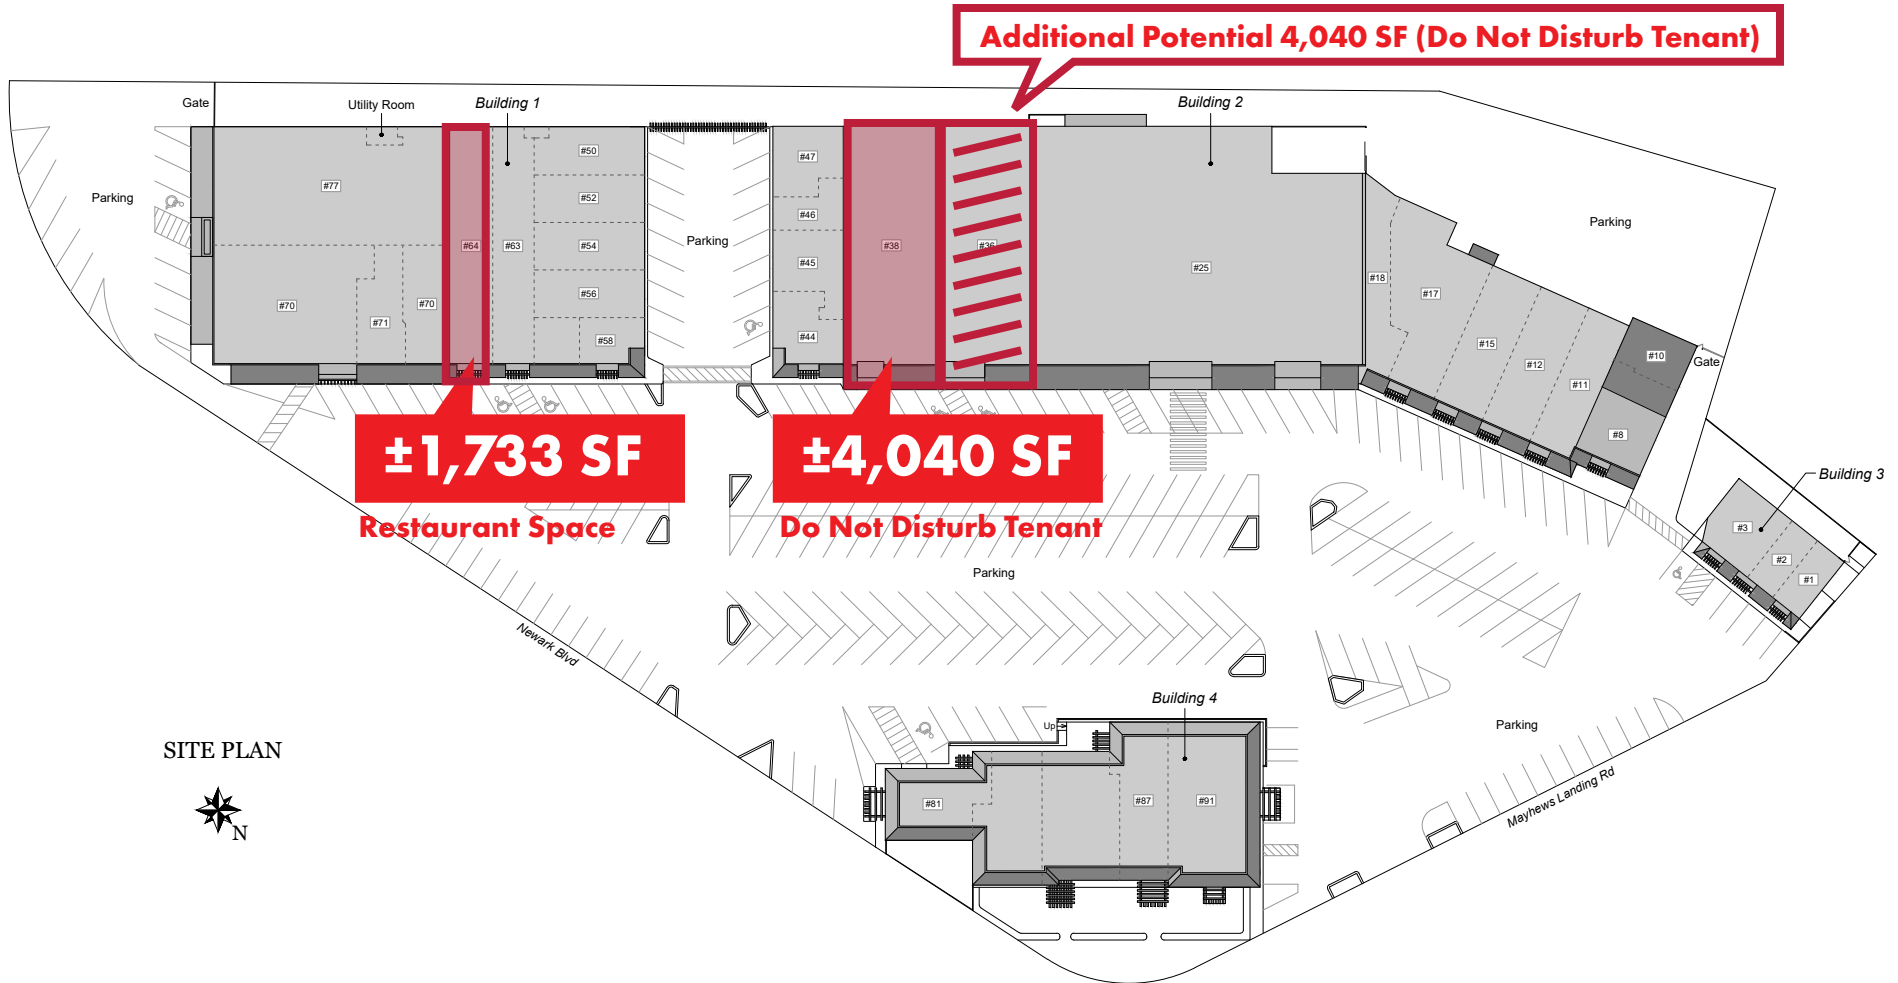 Additional Potential 4,040 SF (Do Not Disturb Tenant)
Gate
Utility Room
Building 1
Building 2
Parking
#77
#64
#63
#50
#52
#54
#56
#58
#70
#71
#70
Parking
#47
#46
#45
#44
#38
#36
#25
#18
#17
#15
#12
#11
#10
#8
Parking
Gate
±1,733 SF
Restaurant Space
±4,040 SF
Do Not Disturb Tenant
Building 3
#3
#2
#1
Parking
Newark Blvd
Building 4
Up
#81
#87
#91
Parking
Mayhews Landing Rd
SITE PLAN
N